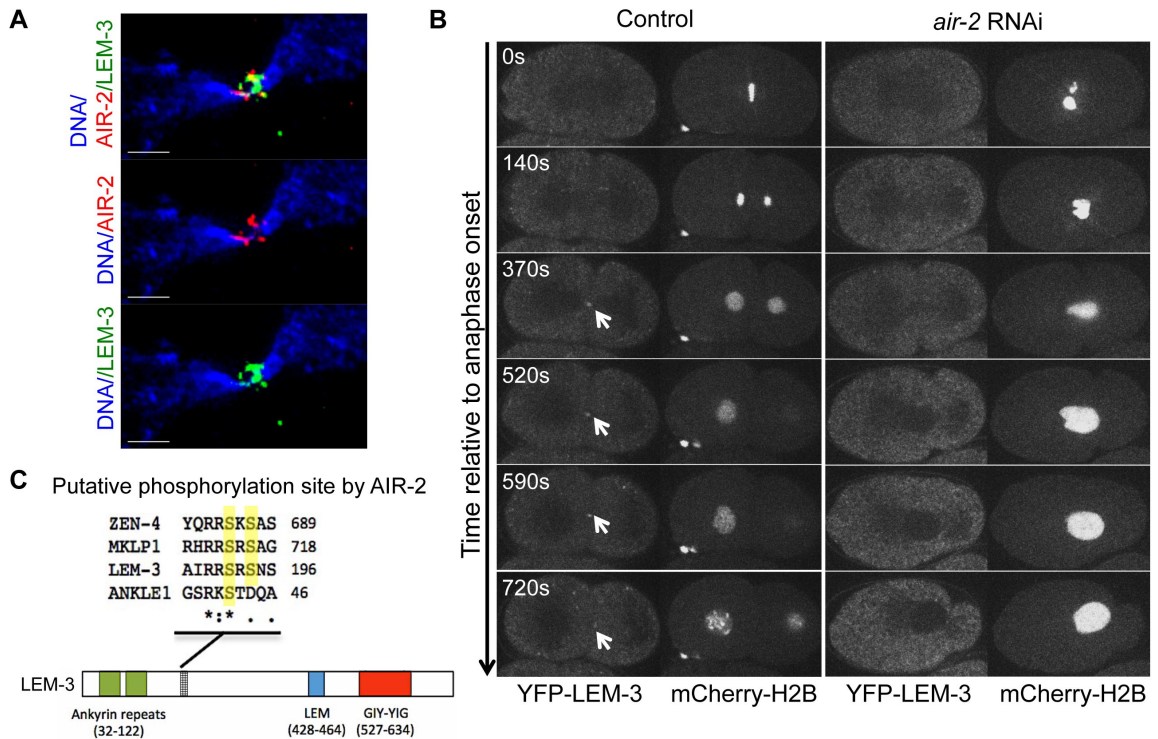 A
DNA/
AIR-2/LEM-3
DNA/AIR-2
DNA//LEM-3
B
Control
air-2 RNAi
Time relative to anaphase onset
0s
140s
370s
520s
590s
720s
YFP-LEM-3
mCherry-H2B
YFP-LEM-3
mCherry-H2B
C
Putative phosphorylation site by AIR-2
ZEN-4 YQRRSKSAS 689
MKLP1 RHRRSRSAG 718
LEM-3 AIRRSRSNS 196
ANKLE1 GSRKSTDQA 46
*:* . .
LEM-3
Ankyrin repeats
(32-122)
LEM
(428-464)
GIY-YIG
(527-634)